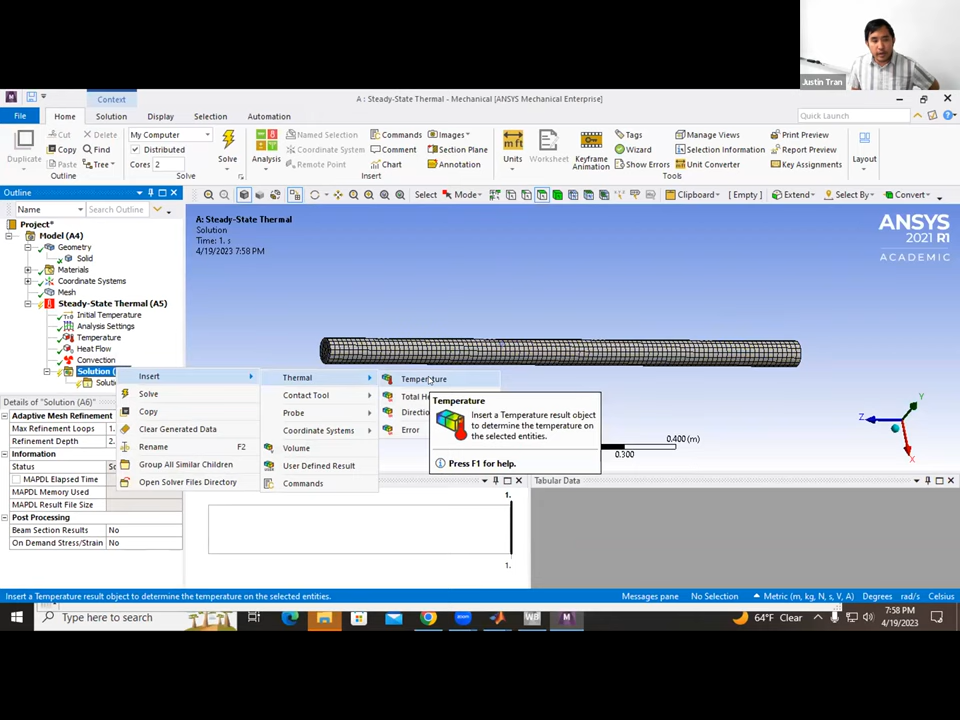 Justin Tran
Context
A : Steady-State Thermal - Mechanical [ANSYS Mechanical Enterprise]
File
Home
Solution
Display
Selection
Automation
Quick Launch
Duplicate
Cut
Delete
Copy
Find
Paste
Tree
Outline
My Computer
Distributed
Cores 2
Solve
Solve
Analysis
Named Selection
Coordinate System
Remote Point
Commands
Comment
Chart
Images
Section Plane
Annotation
Insert
Units
Worksheet
Keyframe
Animation
Tags
Wizard
Show Errors
Manage Views
Selection Information
Unit Converter
Print Preview
Report Preview
Key Assignments
Tools
Layout
Outline
Select
Mode
Clipboard
[ Empty ]
Extend
Select By
Convert
Name
Search Outline
Project*
Model (A4)
Geometry
Solid
Materials
Coordinate Systems
Mesh
Steady-State Thermal (A5)
Initial Temperature
Analysis Settings
Temperature
Heat Flow
Convection
Solution (
Solutio
A: Steady-State Thermal
Solution
Time: 1. s
4/19/2023 7:58 PM
ANSYS
2021 R1
ACADEMIC
Insert
Solve
Copy
Clear Generated Data
Rename F2
Group All Similar Children
Open Solver Files Directory
Thermal
Contact Tool
Probe
Coordinate Systems
Volume
User Defined Result
Commands
Temperature
Total He
Directio
Error
Temperature
Insert a Temperature result object
to determine the temperature on
the selected entities.
Press F1 for help.
0.300
0.400 (m)
Z
Y
X
Details of "Solution (A6)"
Adaptive Mesh Refinement
Max Refinement Loops 1.
Refinement Depth 2.
Information
Status
MAPDL Elapsed Time
MAPDL Memory Used
MAPDL Result File Size
Post Processing
Beam Section Results No
On Demand Stress/Strain No
1.
1.
Tabular Data
Insert a Temperature result object to determine the temperature on the selected entities.
Messages pane
No Selection
Metric (m, kg, N, s, V, A)
Degrees
rad/s
Celsius
Type here to search
WB
M
64°F Clear
7:58 PM
4/19/2023